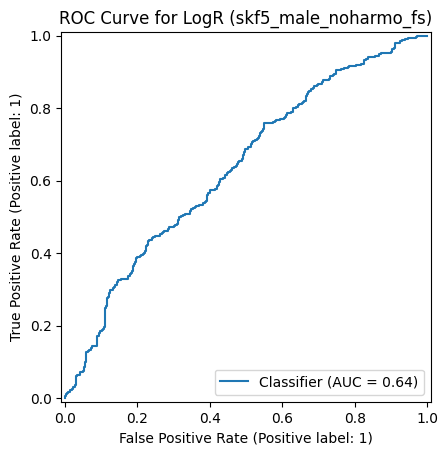 ROC Curve for LogR (skf5_male_noharmo_fs)
True Positive Rate (Positive label: 1)
1.0
0.8
0.6
0.4
0.2
0.0
Classifier (AUC = 0.64)
0.0 0.2 0.4 0.6 0.8 1.0
False Positive Rate (Positive label: 1)